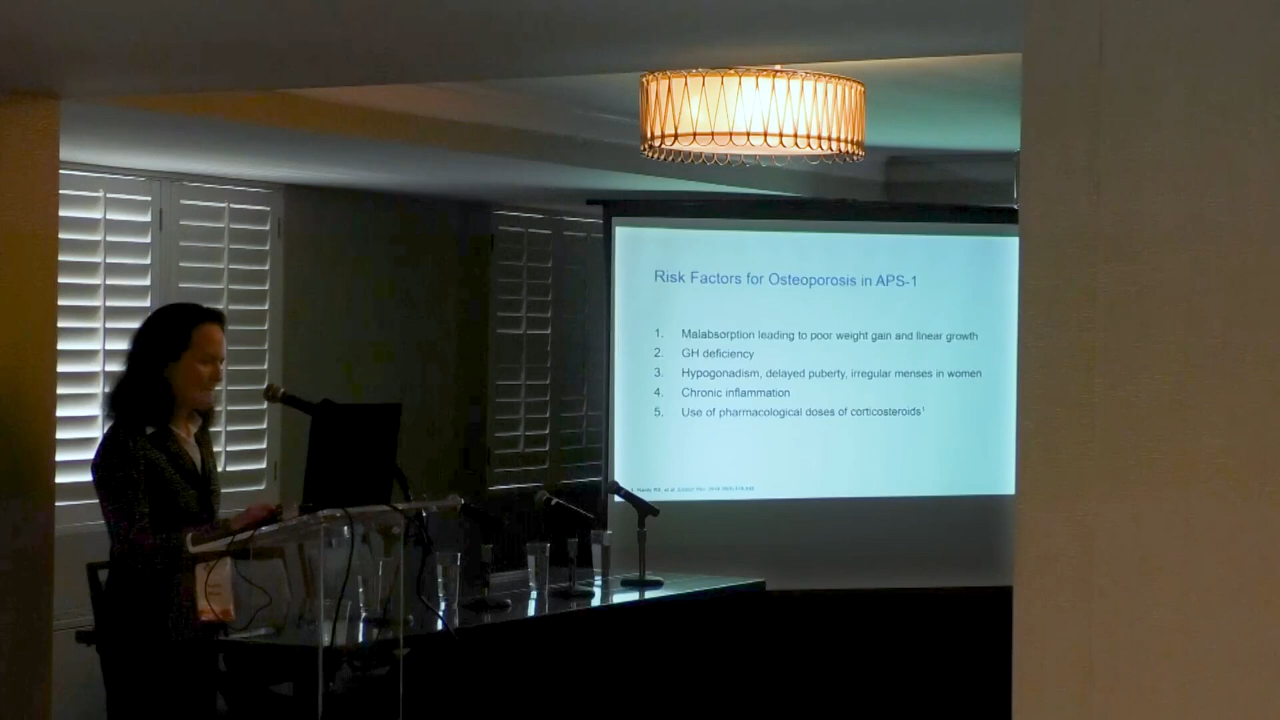 Risk Factors for Osteoporosis in APS-1
1. Malabsorption leading to poor weight gain and linear growth
2. GH deficiency
3. Hypogonadism, delayed puberty, irregular menses in women
4. Chronic inflammation
5. Use of pharmacological doses of corticosteroids¹